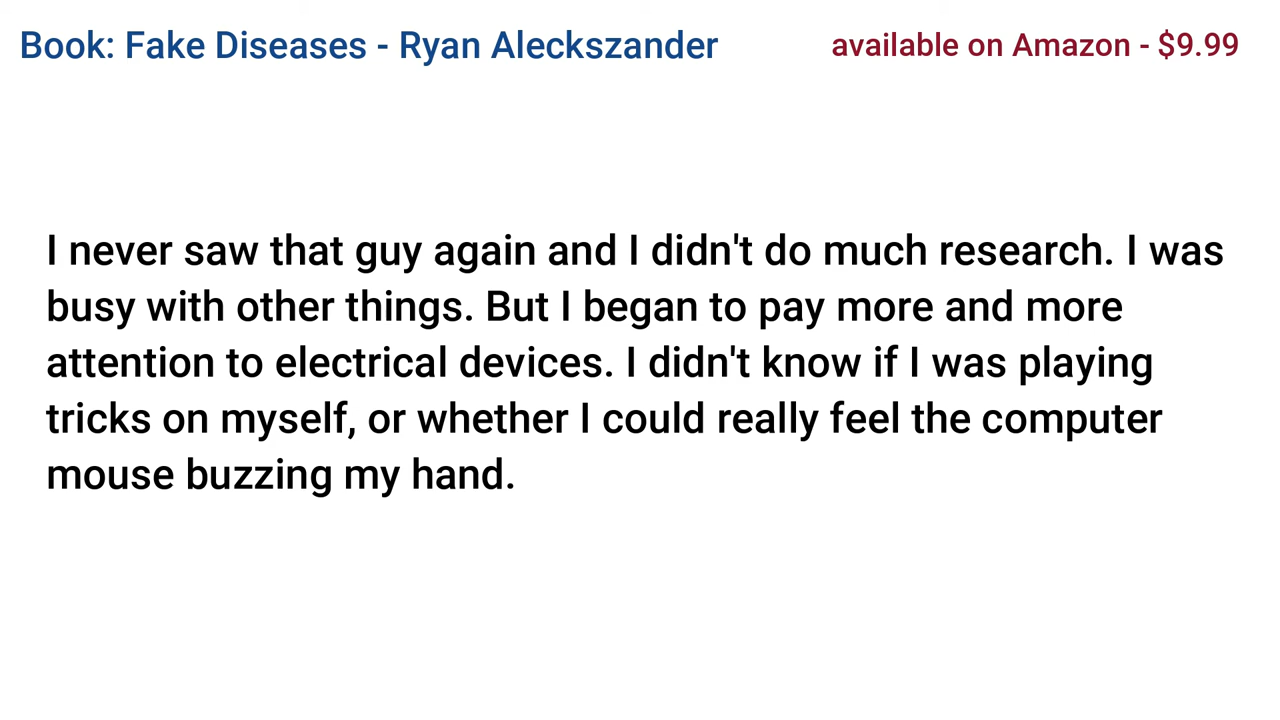 Book: Fake Diseases - Ryan Aleckszander
available on Amazon - $9.99
I never saw that guy again and I didn't do much research. I was
busy with other things. But I began to pay more and more
attention to electrical devices. I didn't know if I was playing
tricks on myself, or whether I could really feel the computer
mouse buzzing my hand.